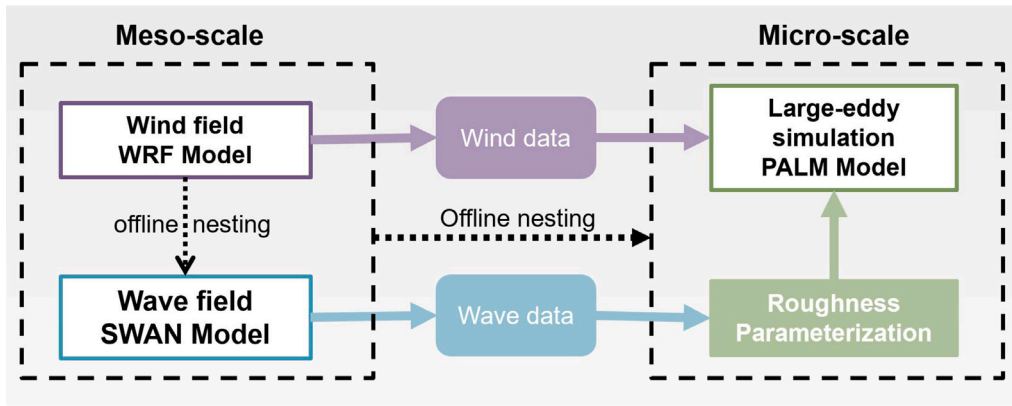 Meso-scale
Micro-scale
Wind field
WRF Model
Wind data
Large-eddy
simulation
PALM Model
offline nesting
Offline nesting
Wave field
SWAN Model
Wave data
Roughness
Parameterization